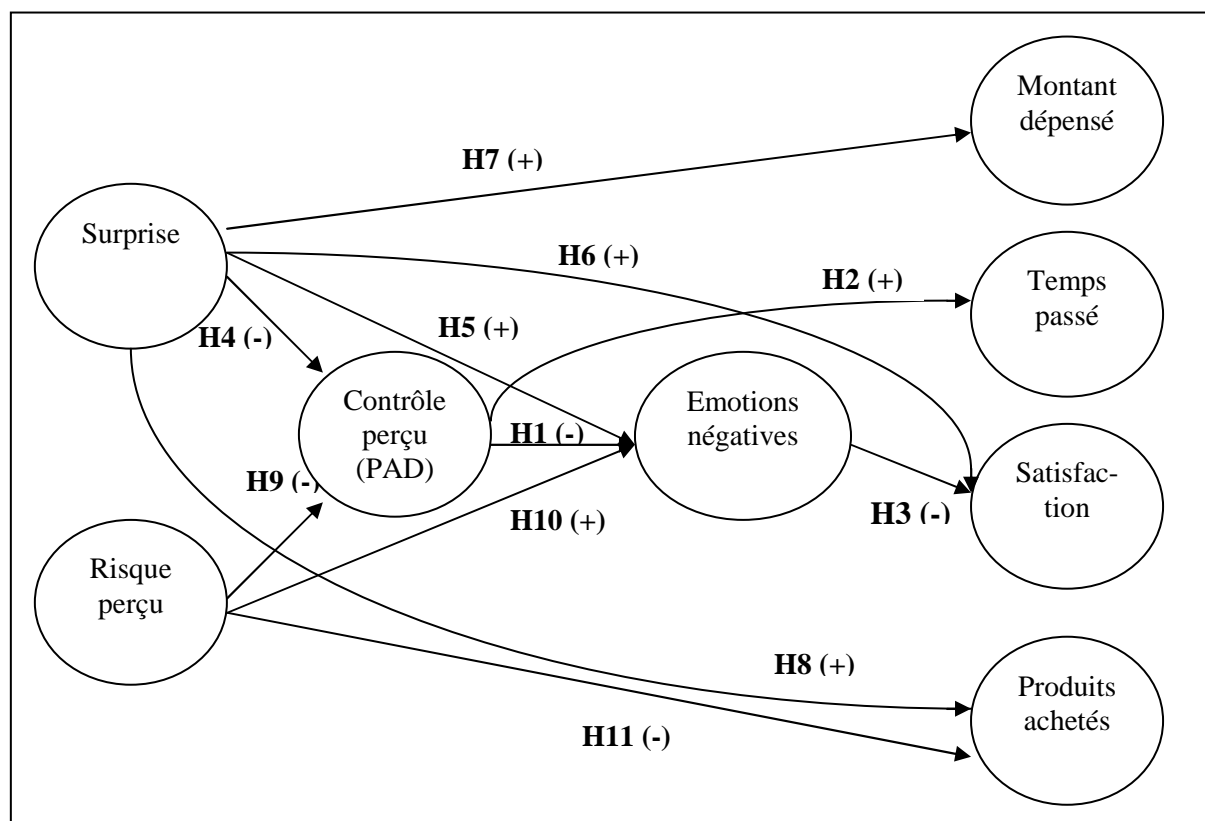 Montant
dépensé
H7 (+)
Surprise
H6 (+)
H2 (+)
Temps
passé
H5 (+)
H4 (-)
Contrôle
perçu
(PAD)
H1 (-)
Emotions
négatives
Satisfac-
tion
H9 (-)
H10 (+)
H3 (-)
Risque
perçu
H8 (+)
Produits
achetés
H11 (-)